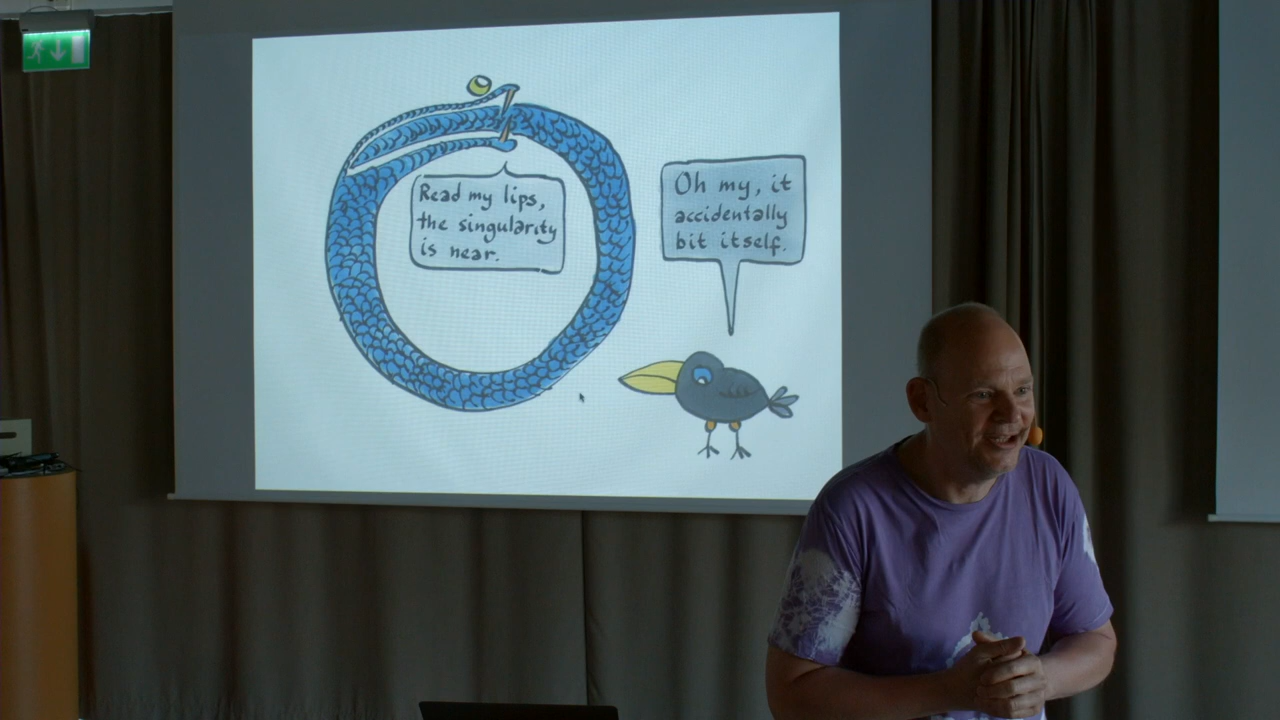 Read my lips,
the singularity
is near.
Oh my, it
accidentally
bit itself.